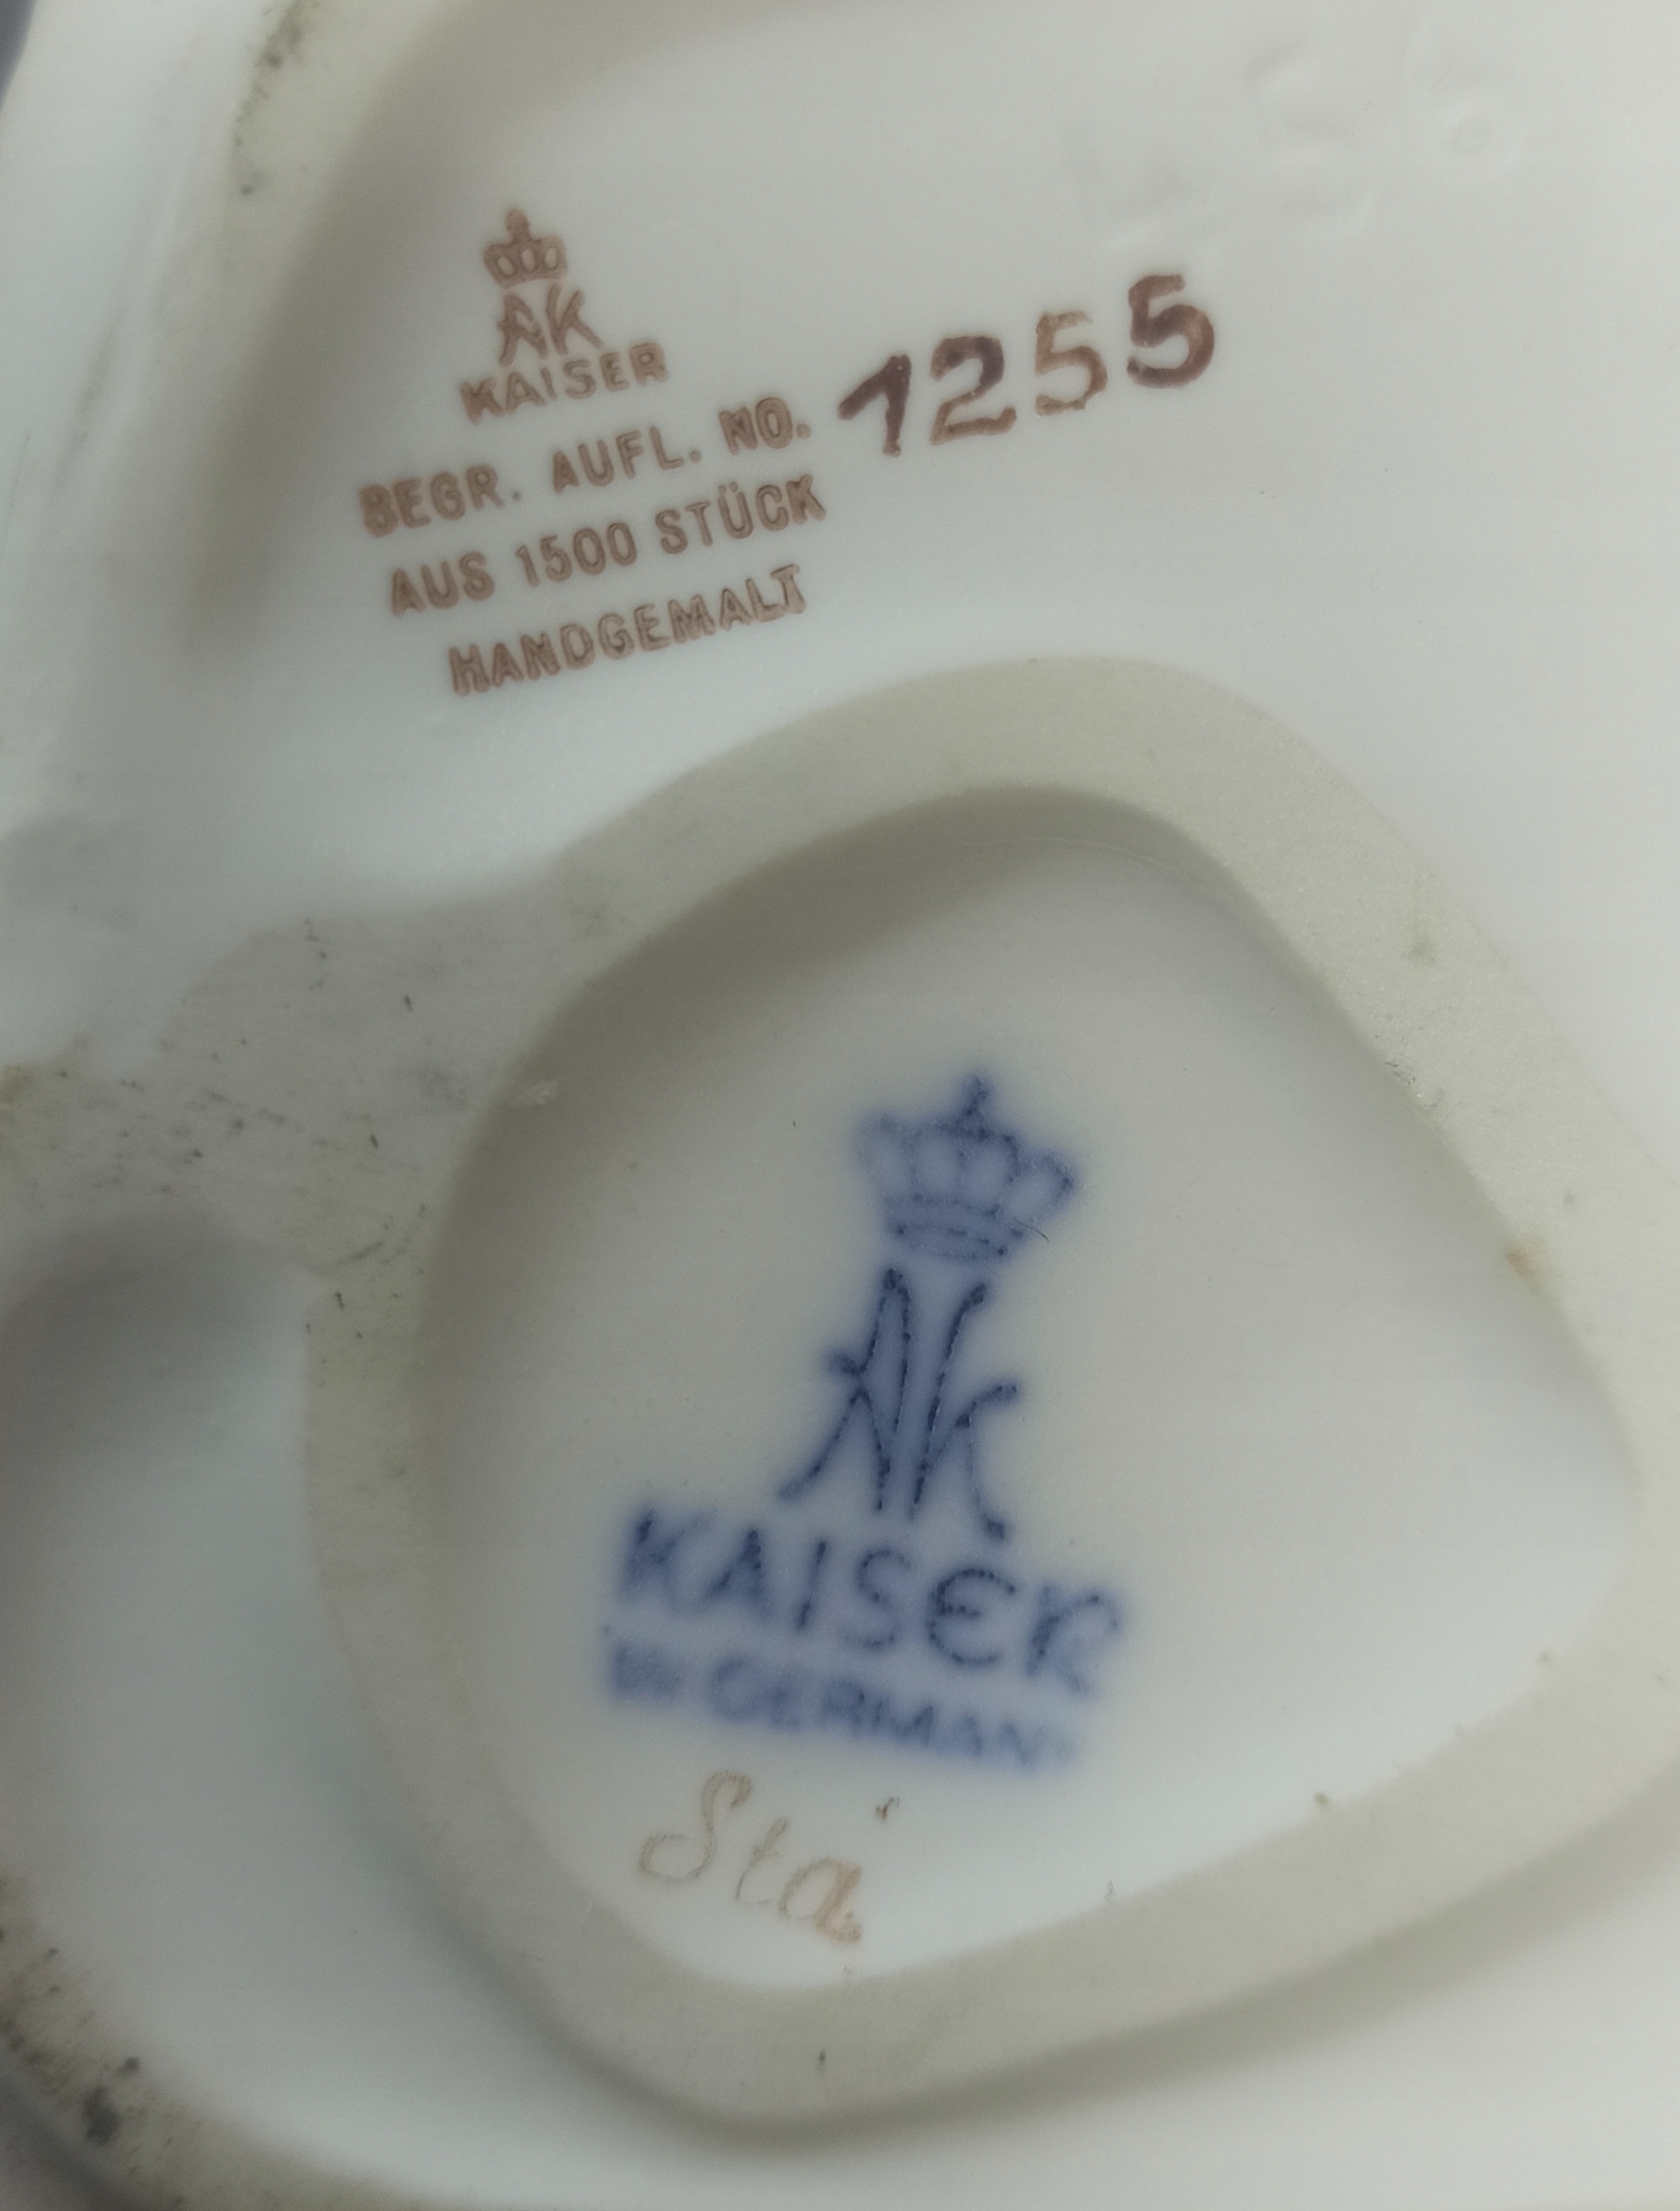 AK
KAISER
BEGR. AUFL. NO. 1255
AUS 1500 STÜCK
HANDGEMALT
AK
KAISER
W. GERMANY
Sta